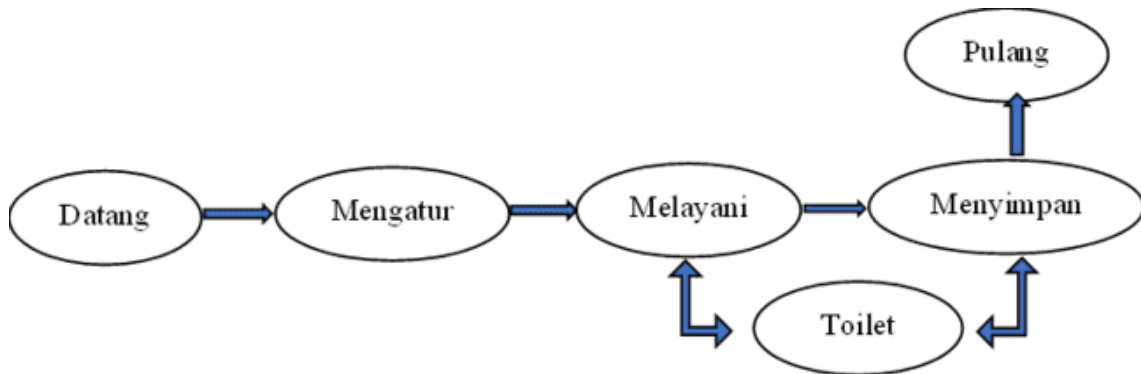 Pulang
Datang
Mengatur
Melayani
Menyimpan
Toilet